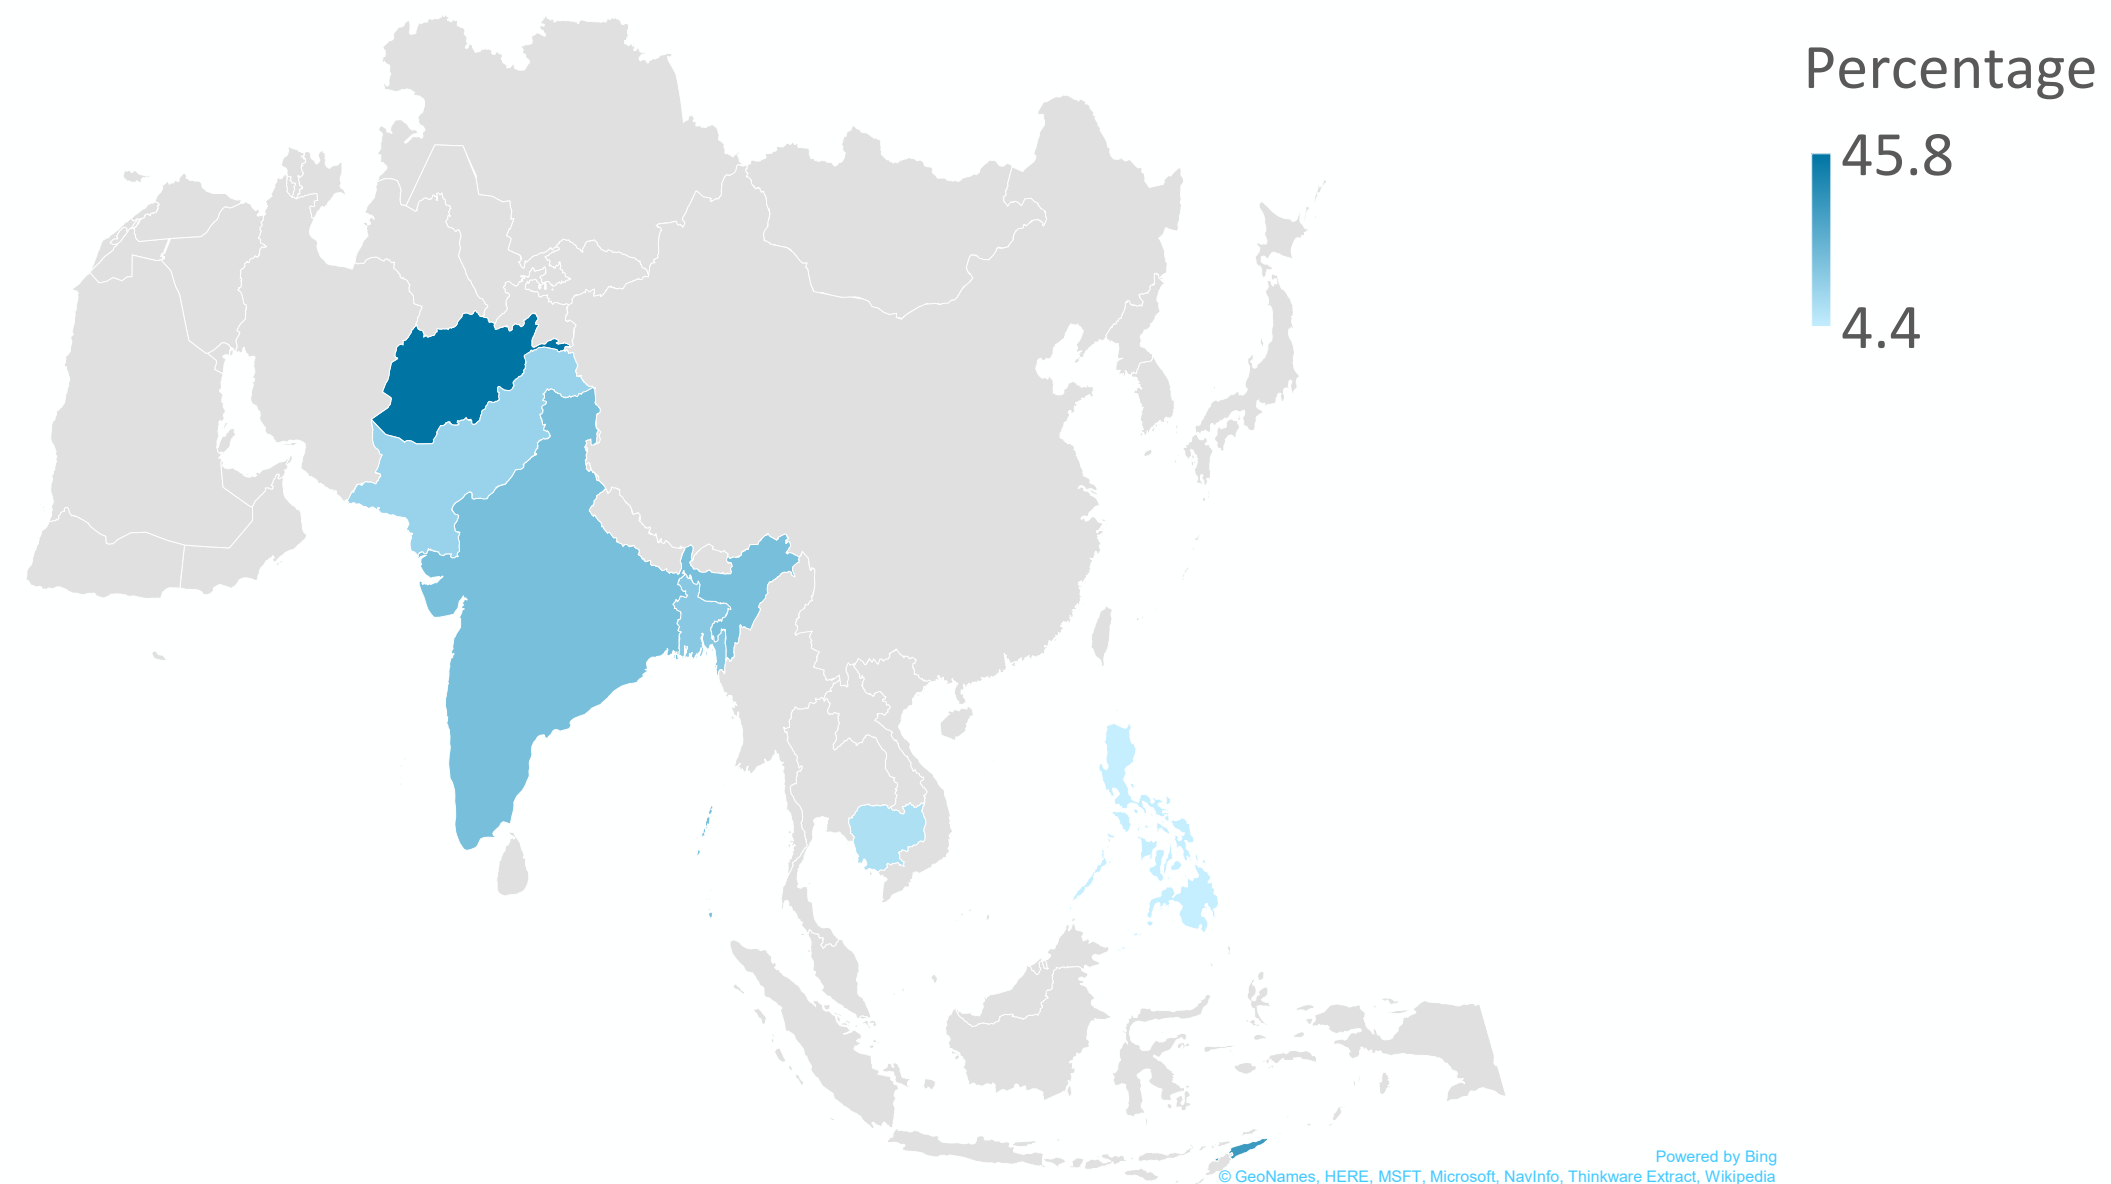 Percentage
45.8
4.4
Powered by Bing
© GeoNames, HERE, MSFT, Microsoft, NavInfo, Thinkware Extract, Wikipedia